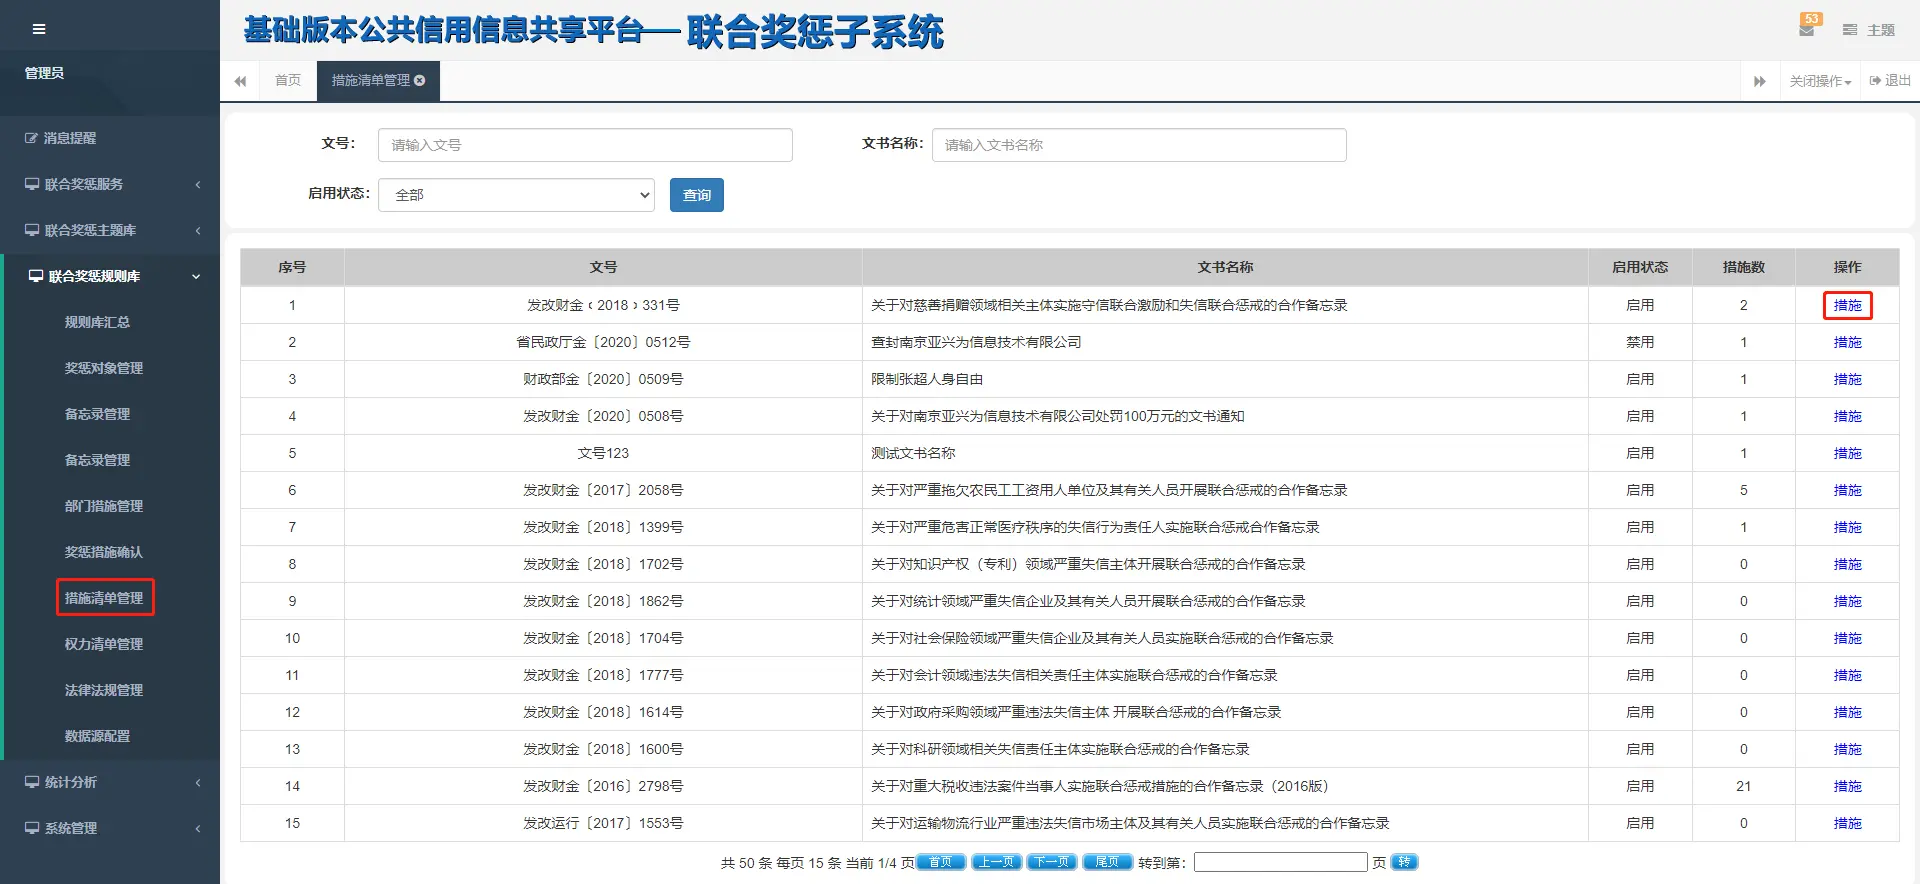 基础版本公共信用信息共享平台—联合奖惩子系统
53
主题
管理员
首页
措施清单管理
关闭操作
退出
消息提醒
联合奖惩服务
联合奖惩主题库
联合奖惩规则库
规则库汇总
奖惩对象管理
备忘录管理
备忘录管理
部门措施管理
奖惩措施确认
措施清单管理
权力清单管理
法律法规管理
数据源配置
统计分析
系统管理
文号： 请输入文号 文书名称： 请输入文书名称
启用状态： 全部 查询
序号 文号 文书名称 启用状态 措施数 操作
1 发改财金﹝2018﹞331号 关于对慈善捐赠领域相关主体实施守信联合激励和失信联合惩戒的合作备忘录 启用 2 措施
2 省民政厅金〔2020〕0512号 查封南京亚兴为信息技术有限公司 禁用 1 措施
3 财政部金〔2020〕0509号 限制张超人身自由 启用 1 措施
4 发改财金〔2020〕0508号 关于对南京亚兴为信息技术有限公司处罚100万元的文书通知 启用 1 措施
5 文号123 测试文书名称 启用 1 措施
6 发改财金〔2017〕2058号 关于对严重拖欠农民工工资用人单位及其有关人员开展联合惩戒的合作备忘录 启用 5 措施
7 发改财金〔2018〕1399号 关于对严重危害正常医疗秩序的失信行为责任人实施联合惩戒合作备忘录 启用 1 措施
8 发改财金〔2018〕1702号 关于对知识产权（专利）领域严重失信主体开展联合惩戒的合作备忘录 启用 0 措施
9 发改财金〔2018〕1862号 关于对统计领域严重失信企业及其有关人员开展联合惩戒的合作备忘录 启用 0 措施
10 发改财金〔2018〕1704号 关于对社会保险领域严重失信企业及其有关人员实施联合惩戒的合作备忘录 启用 0 措施
11 发改财金〔2018〕1777号 关于对会计领域违法失信相关责任主体实施联合惩戒的合作备忘录 启用 0 措施
12 发改财金〔2018〕1614号 关于对政府采购领域严重违法失信主体 开展联合惩戒的合作备忘录 启用 0 措施
13 发改财金〔2018〕1600号 关于对科研领域相关失信责任主体实施联合惩戒的合作备忘录 启用 0 措施
14 发改财金〔2016〕2798号 关于对重大税收违法案件当事人实施联合惩戒措施的合作备忘录（2016版） 启用 21 措施
15 发改运行〔2017〕1553号 关于对运输物流行业严重违法失信市场主体及其有关人员实施联合惩戒的合作备忘录 启用 0 措施
共 50 条 每页 15 条 当前 1/4 页 首页 上一页 下一页 尾页 转到第： 页 转